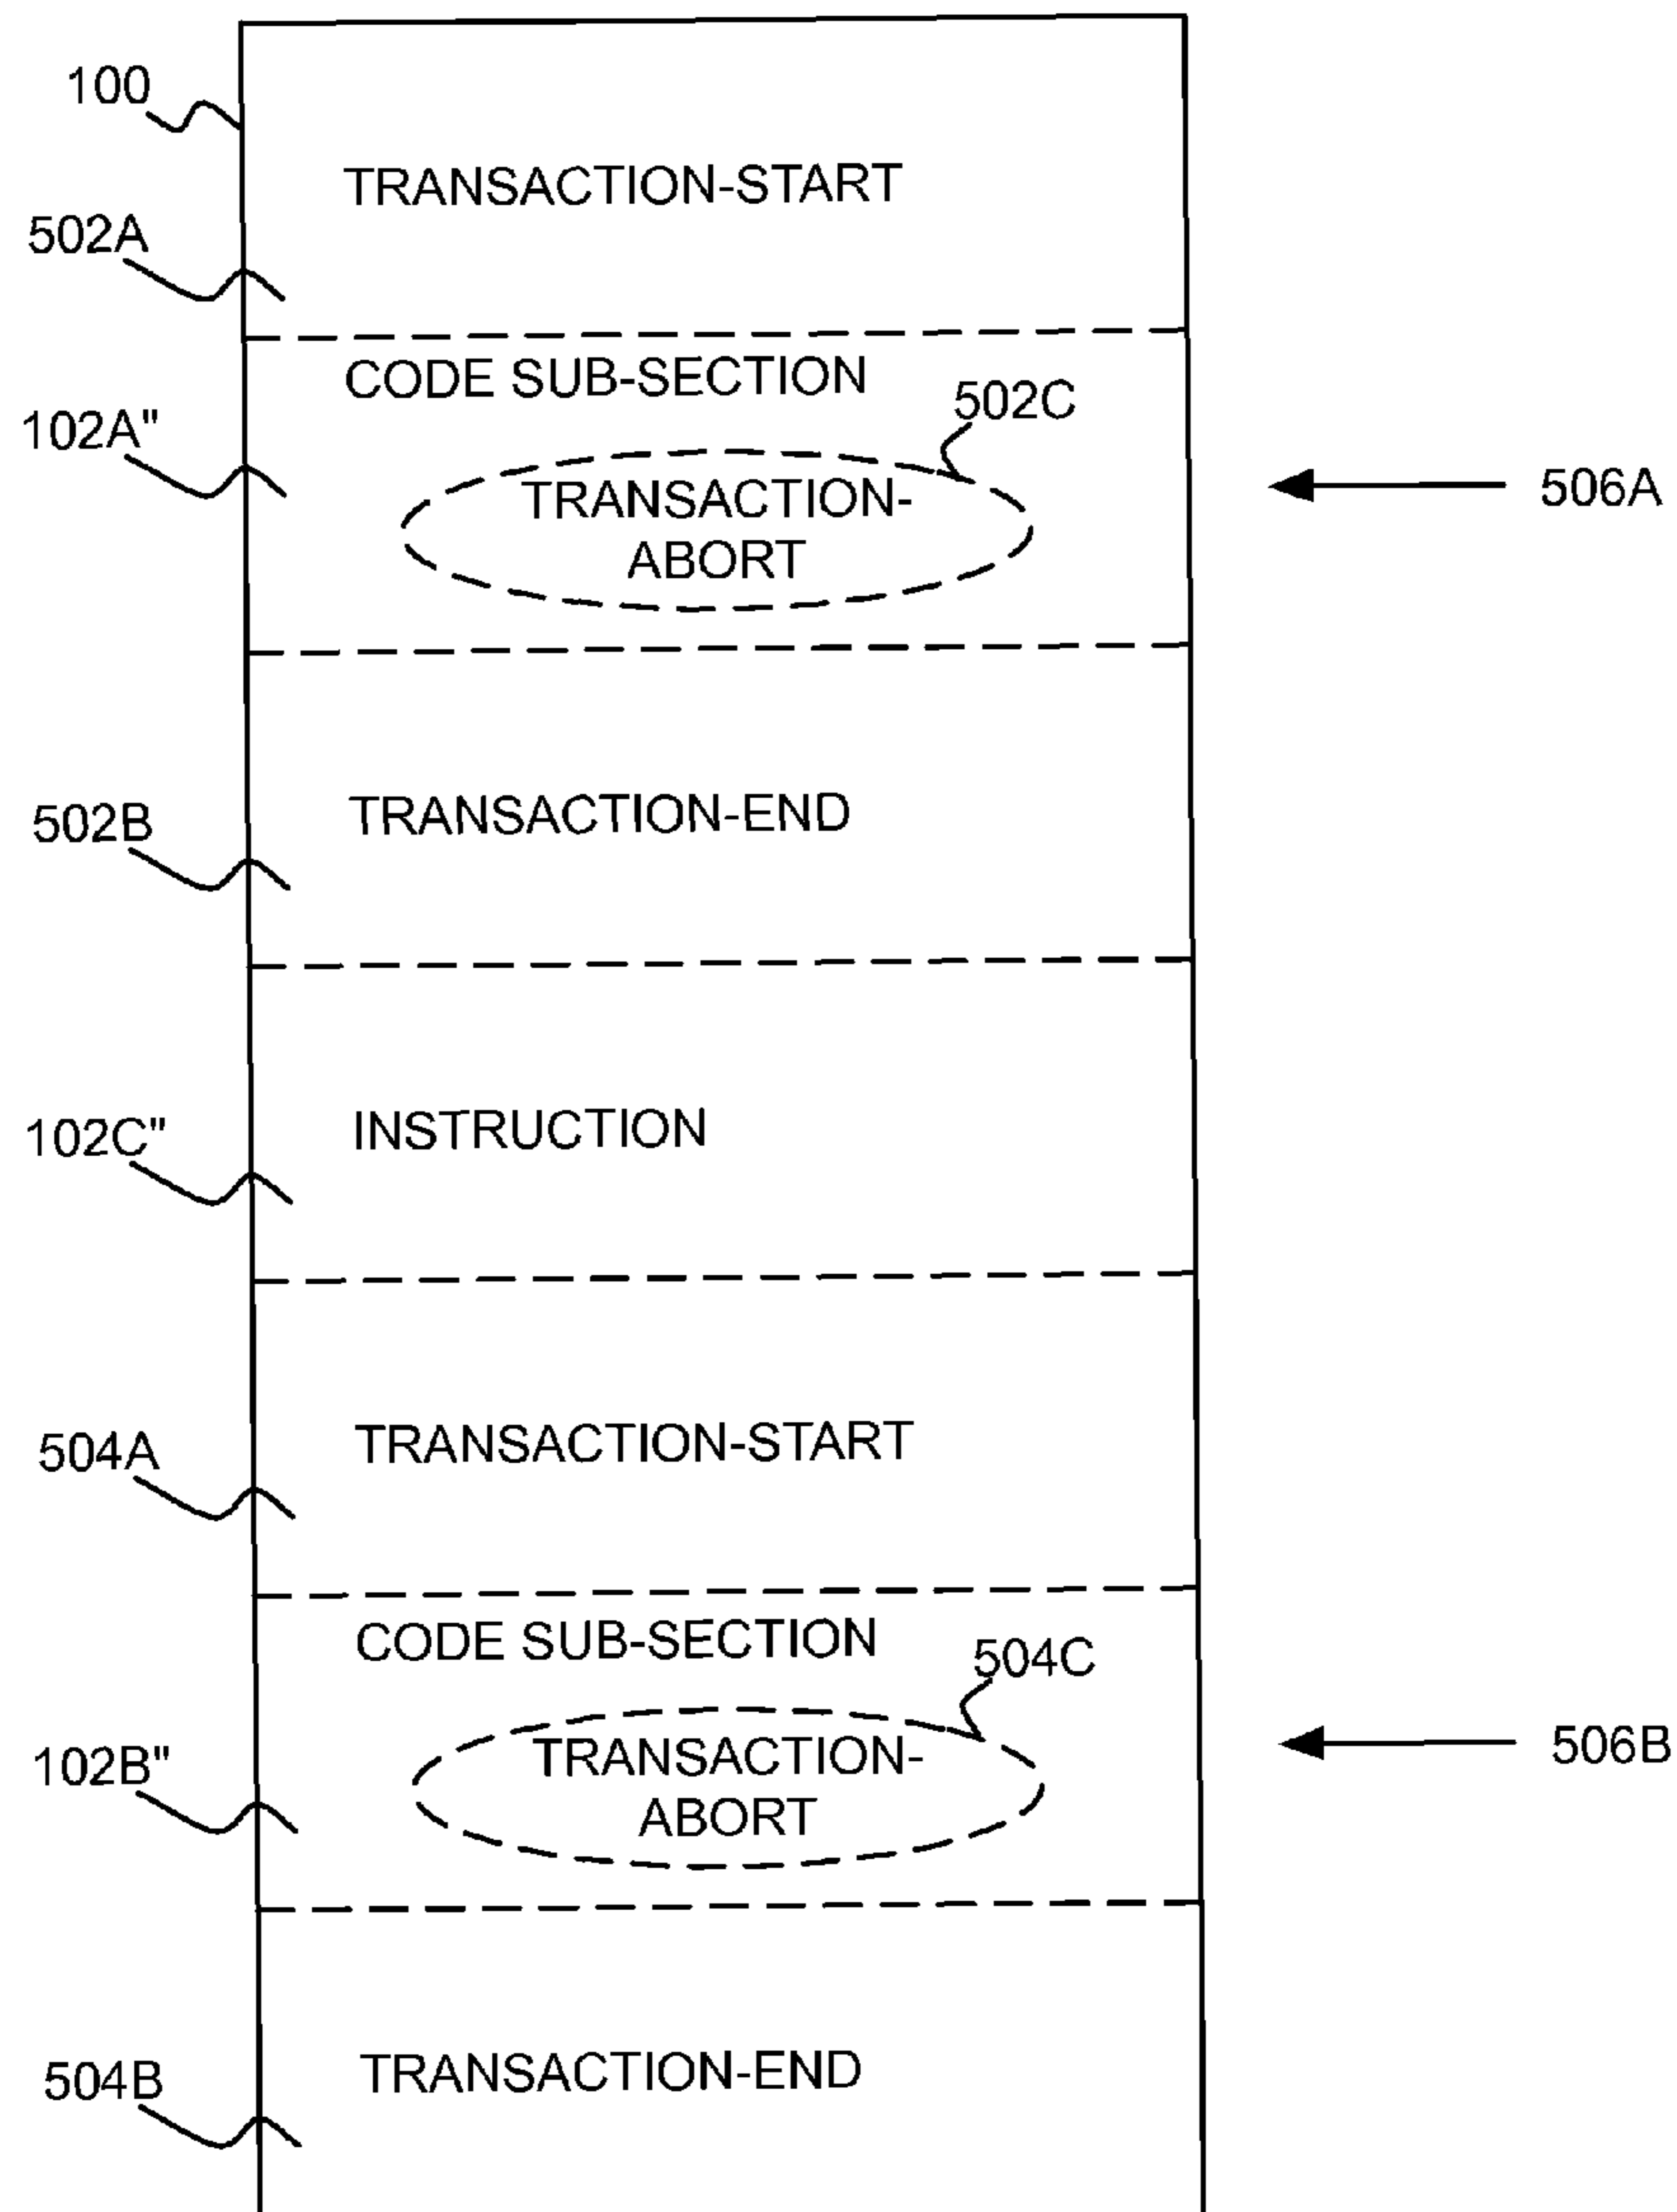 100
TRANSACTION-START
502A
CODE SUB-SECTION
502C
102A"
TRANSACTION-
ABORT
506A
TRANSACTION-END
502B
INSTRUCTION
102C"
TRANSACTION-START
504A
CODE SUB-SECTION
504C
102B"
TRANSACTION-
ABORT
506B
TRANSACTION-END
504B